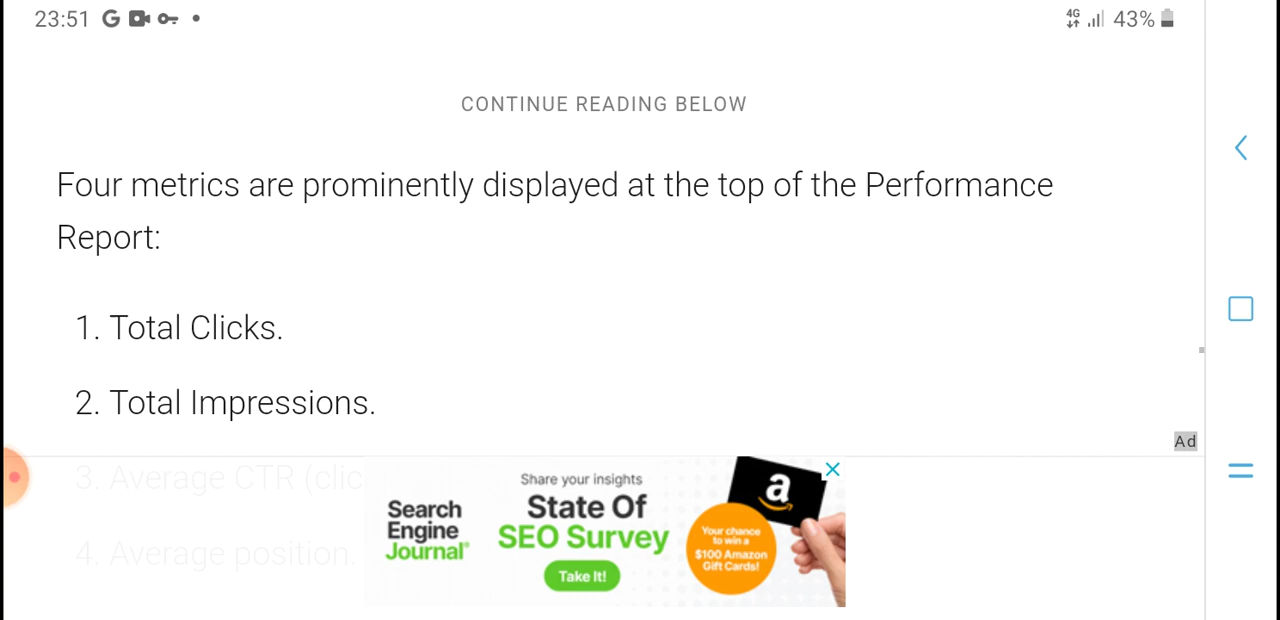 23:51
4G 43%
CONTINUE READING BELOW
Four metrics are prominently displayed at the top of the Performance
Report:
1. Total Clicks.
2. Total Impressions.
Ad
3. Average CTR (clic
4. Average position.
Search
Engine
Journal®
Share your insights
State Of
SEO Survey
Take It!
a
Your chance
to win a
$100 Amazon
Gift Cards!